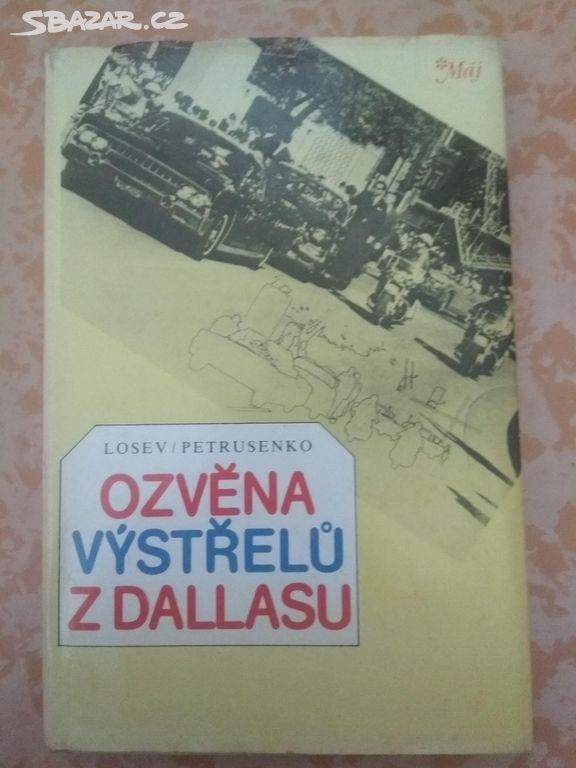 SBAZAR.CZ
*Máj
LOSEV/PETRUSENKO
OZVĚNA
VÝSTŘELŮ
Z DALLASU